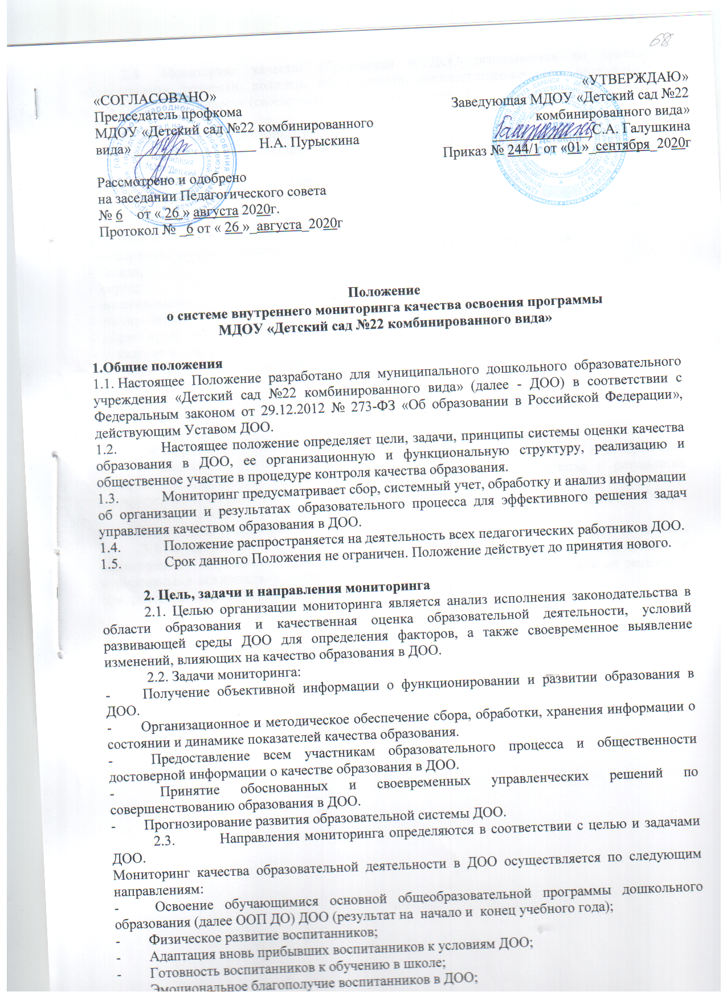 68
«СОГЛАСОВАНО»
Председатель профкома
МДОУ «Детский сад №22 комбинированного
вида» _________________ Н.А. Пурыскина
Рассмотрено и одобрено
на заседании Педагогического совета
№ 6 от « 26 » августа 2020г.
Протокол № _6 от « 26 »_августа_2020г
«УТВЕРЖДАЮ»
Заведующая МДОУ «Детский сад №22
комбинированного вида»
______________С.А. Галушкина
Приказ № 244/1 от «01»_сентября_2020г
Положение
о системе внутреннего мониторинга качества освоения программы
МДОУ «Детский сад №22 комбинированного вида»
1.Общие положения
1.1. Настоящее Положение разработано для муниципального дошкольного образовательного
учреждения «Детский сад №22 комбинированного вида» (далее - ДОО) в соответствии с
Федеральным законом от 29.12.2012 № 273-ФЗ «Об образовании в Российской Федерации»,
действующим Уставом ДОО.
1.2. Настоящее положение определяет цели, задачи, принципы системы оценки качества
образования в ДОО, ее организационную и функциональную структуру, реализацию и
общественное участие в процедуре контроля качества образования.
1.3. Мониторинг предусматривает сбор, системный учет, обработку и анализ информации
об организации и результатах образовательного процесса для эффективного решения задач
управления качеством образования в ДОО.
1.4. Положение распространяется на деятельность всех педагогических работников ДОО.
1.5. Срок данного Положения не ограничен. Положение действует до принятия нового.
2. Цель, задачи и направления мониторинга
2.1. Целью организации мониторинга является анализ исполнения законодательства в
области образования и качественная оценка образовательной деятельности, условий
развивающей среды ДОО для определения факторов, а также своевременное выявление
изменений, влияющих на качество образования в ДОО.
2.2. Задачи мониторинга:
- Получение объективной информации о функционировании и развитии образования в
ДОО.
- Организационное и методическое обеспечение сбора, обработки, хранения информации о
состоянии и динамике показателей качества образования.
- Предоставление всем участникам образовательного процесса и общественности
достоверной информации о качестве образования в ДОО.
- Принятие обоснованных и своевременных управленческих решений по
совершенствованию образования в ДОО.
- Прогнозирование развития образовательной системы ДОО.
2.3. Направления мониторинга определяются в соответствии с целью и задачами
ДОО.
Мониторинг качества образовательной деятельности в ДОО осуществляется по следующим
направлениям:
- Освоение обучающимися основной общеобразовательной программы дошкольного
образования (далее ООП ДО) ДОО (результат на начало и конец учебного года);
- Физическое развитие воспитанников;
- Адаптация вновь прибывших воспитанников к условиям ДОО;
- Готовность воспитанников к обучению в школе;
Эмоциональное благополучие воспитанников в ДОО;